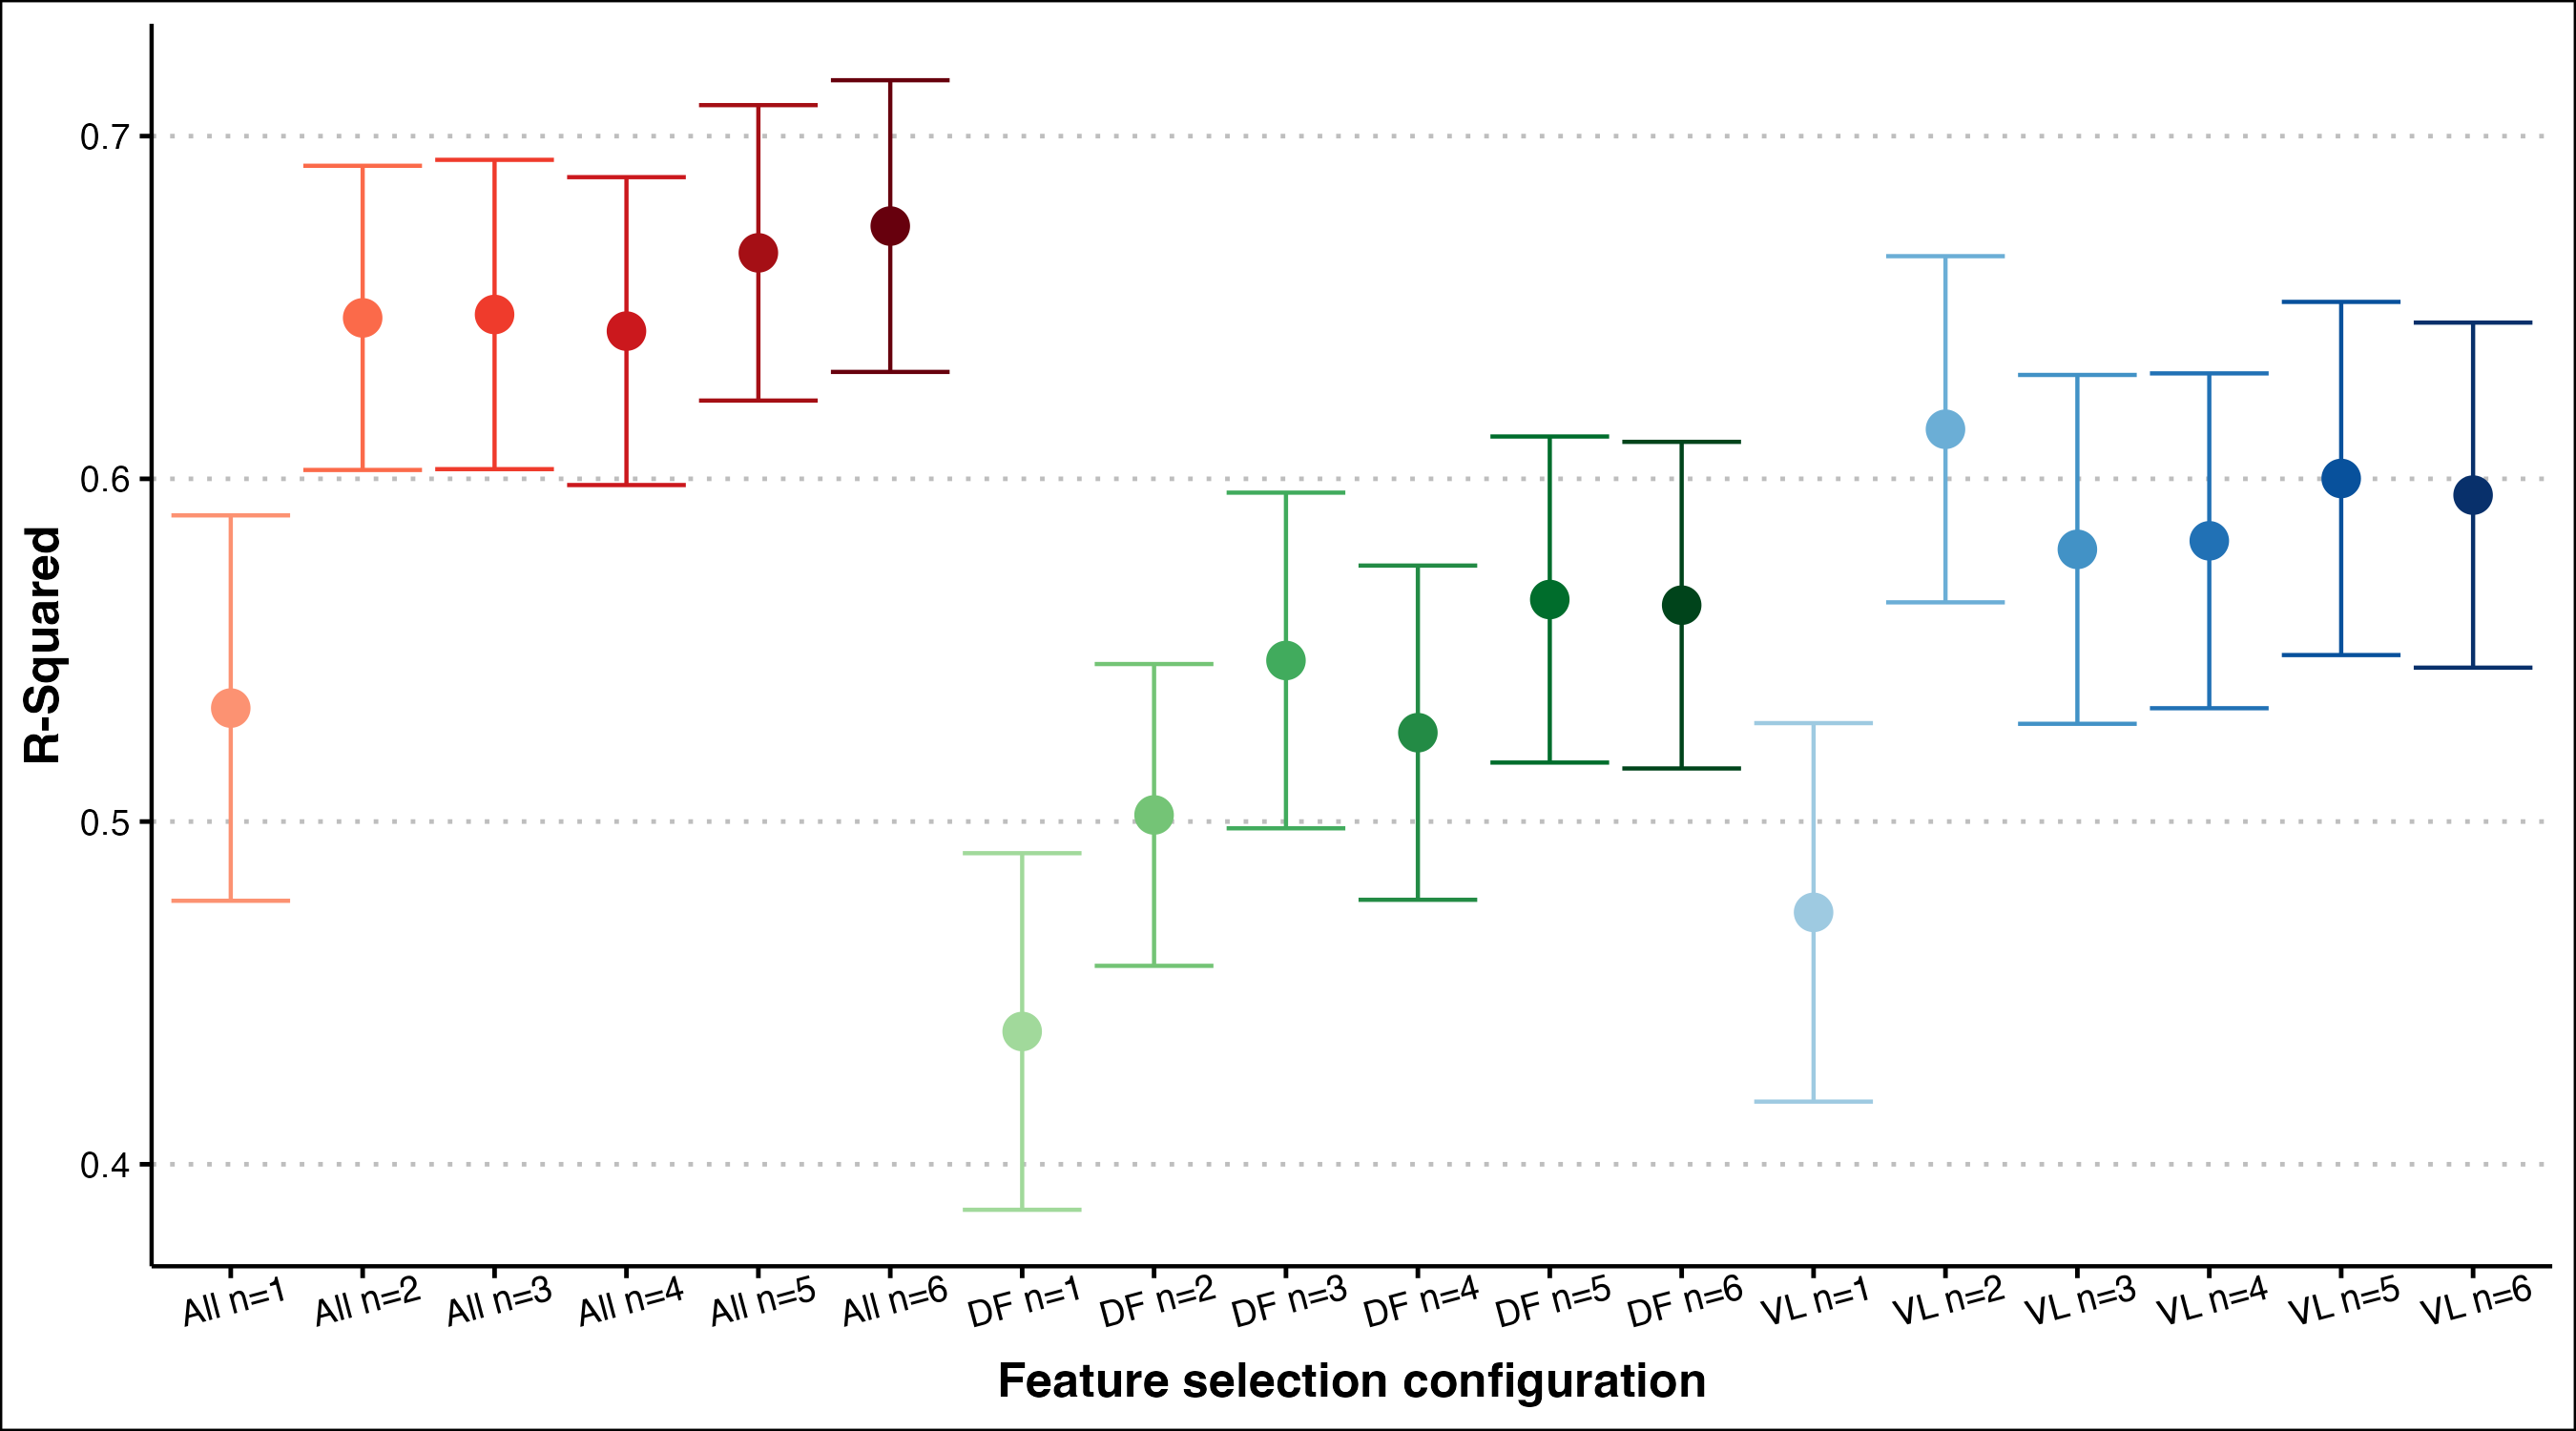 R-Squared
0.7
0.6
0.5
0.4
All n=1 All n=2 All n=3 All n=4 All n=5 All n=6 DF n=1 DF n=2 DF n=3 DF n=4 DF n=5 DF n=6 VL n=1 VL n=2 VL n=3 VL n=4 VL n=5 VL n=6
Feature selection configuration